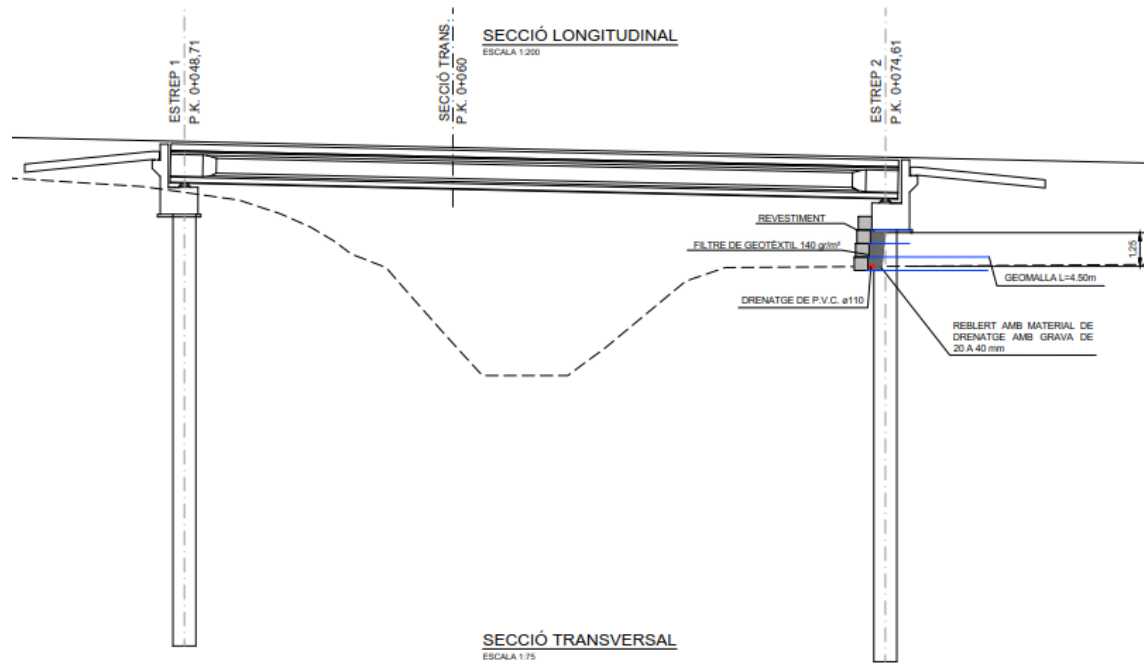 SECCIÓ LONGITUDINAL
ESCALA 1:200
ESTREP 1
P.K. 0+048,71
SECCIÓ TRANS.
P.K. 0+060
ESTREP 2
P.K. 0+074,61
REVESTIMENT
FILTRE DE GEOTÈXTIL 140 gr/m²
1,25
GEOMALLA L=4.50m
DRENATGE DE P.V.C. ø110
REBLERT AMB MATERIAL DE
DRENATGE AMB GRAVA DE
20 A 40 mm
SECCIÓ TRANSVERSAL
ESCALA 1:75